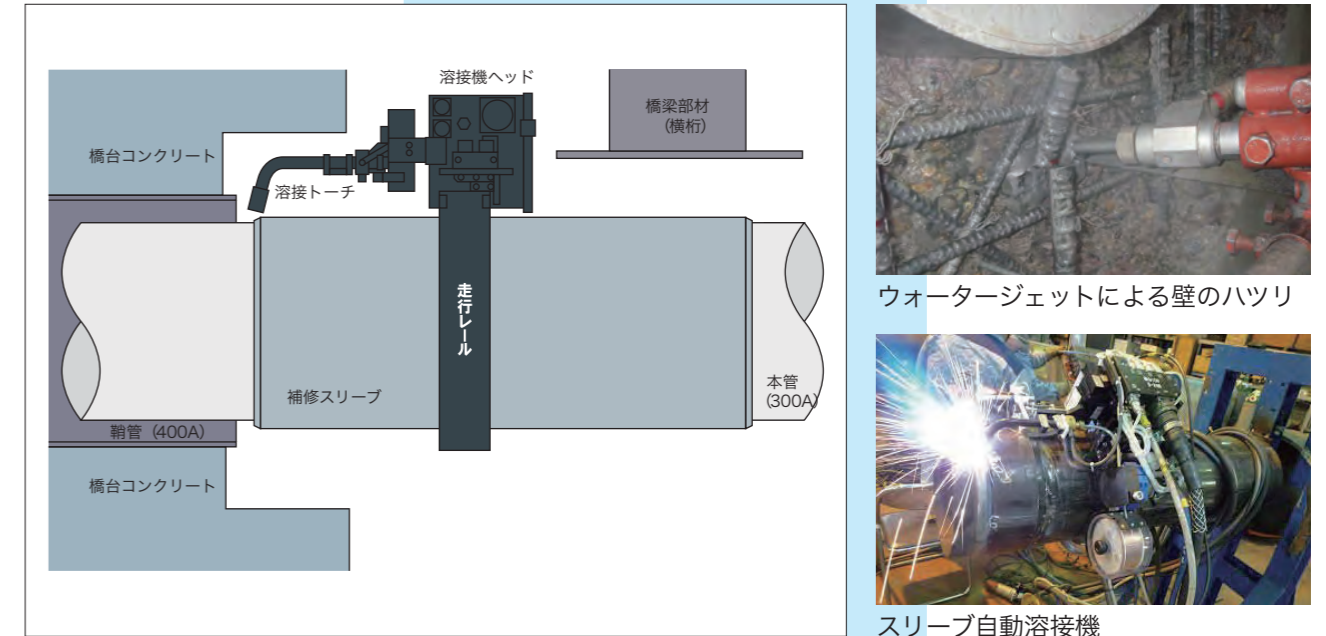 溶接機ヘッド
橋梁部材
(横桁)
橋台コンクリート
溶接トーチ
走行レール
補修スリーブ
本管
(300A)
鞘管 (400A)
橋台コンクリート
ウォータージェットによる壁のハツリ
スリーブ自動溶接機